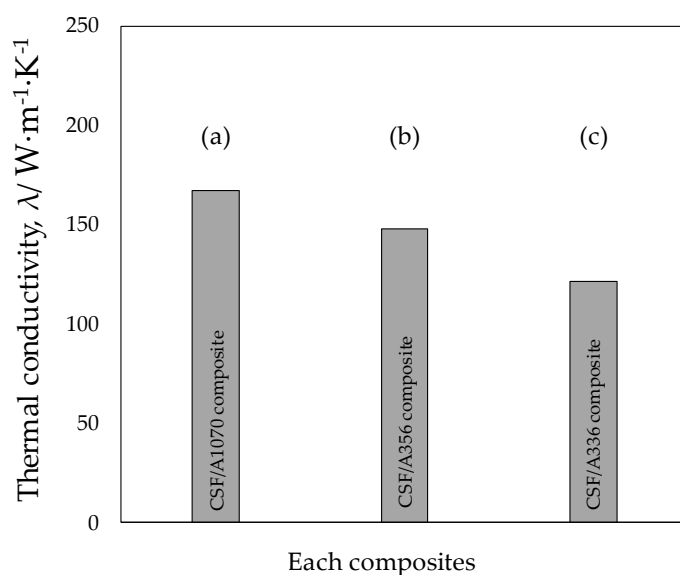 Thermal conductivity, λ/ W·m⁻¹·K⁻¹
250
200
150
100
50
0
(a)
(b)
(c)
CSF/A1070 composite
CSF/A356 composite
CSF/A336 composite
Each composites